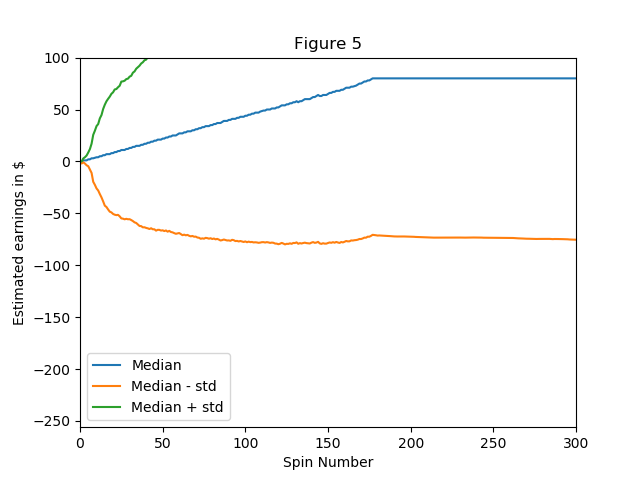 Figure 5
Estimated earnings in $
100
50
0
−50
−100
−150
−200
−250
Median
Median - std
Median + std
0
50
100
150
200
250
300
Spin Number